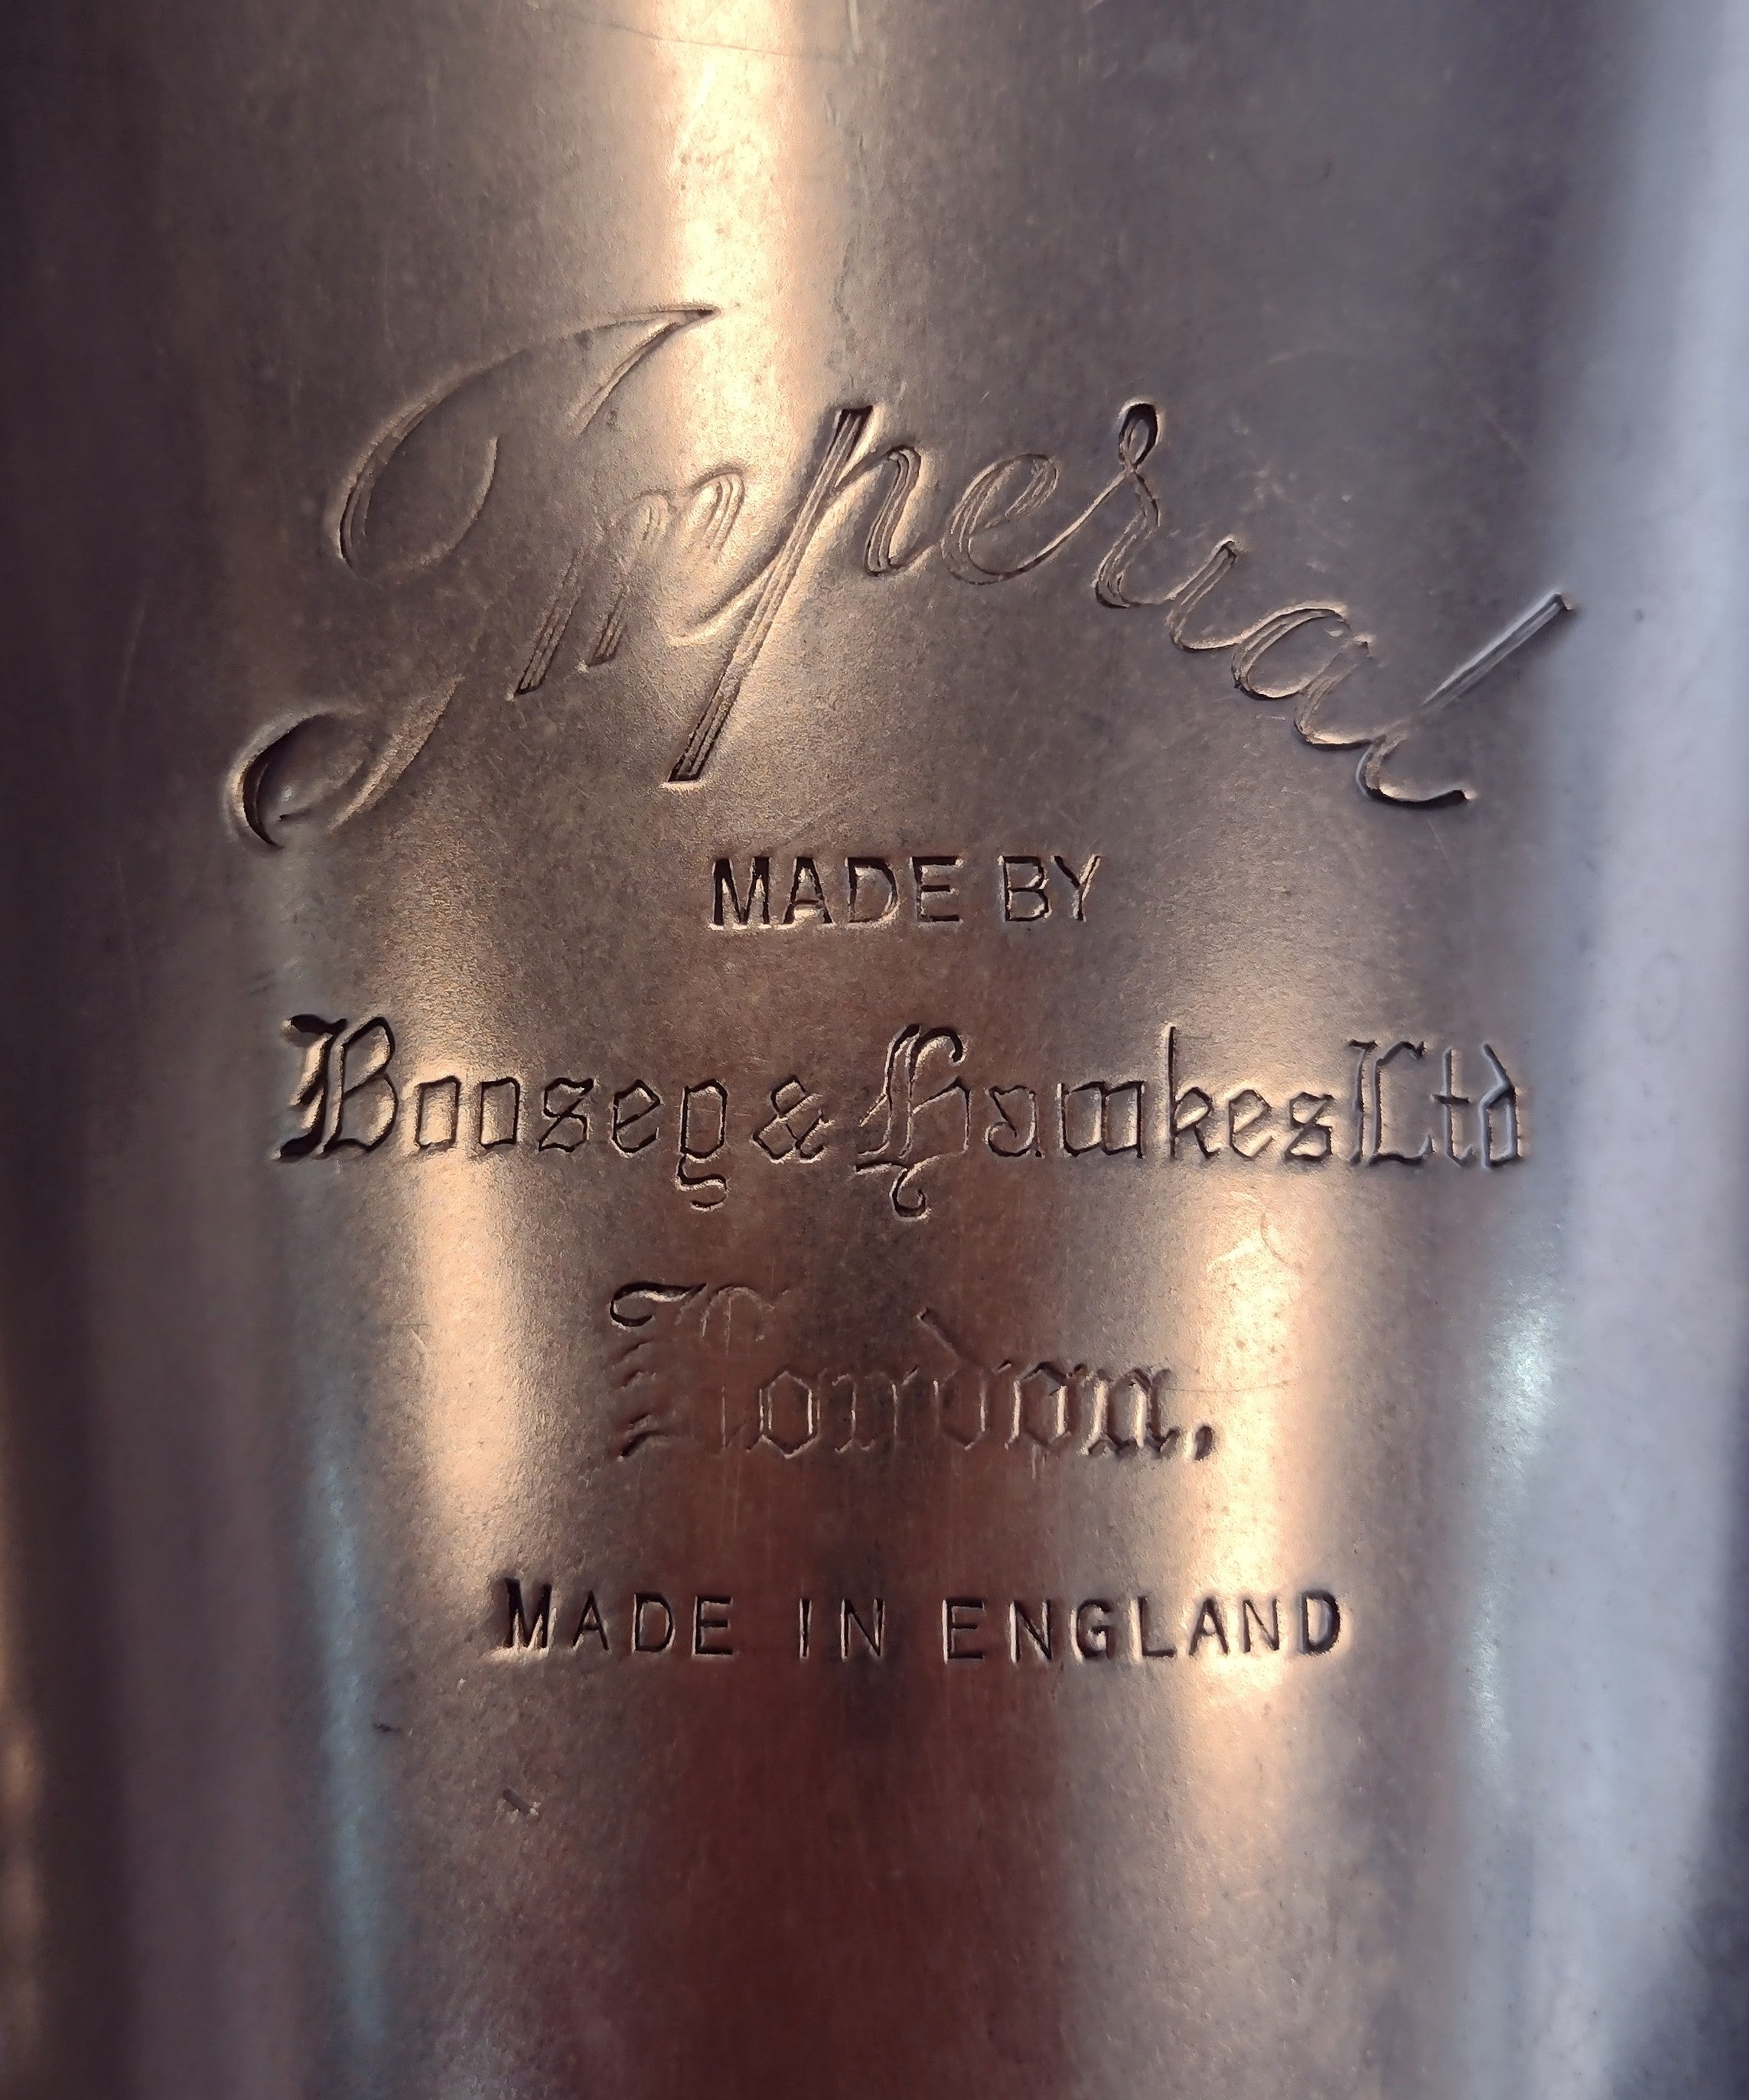 Imperial
MADE BY
Boosey & Hawkes Ltd
London.
MADE IN ENGLAND